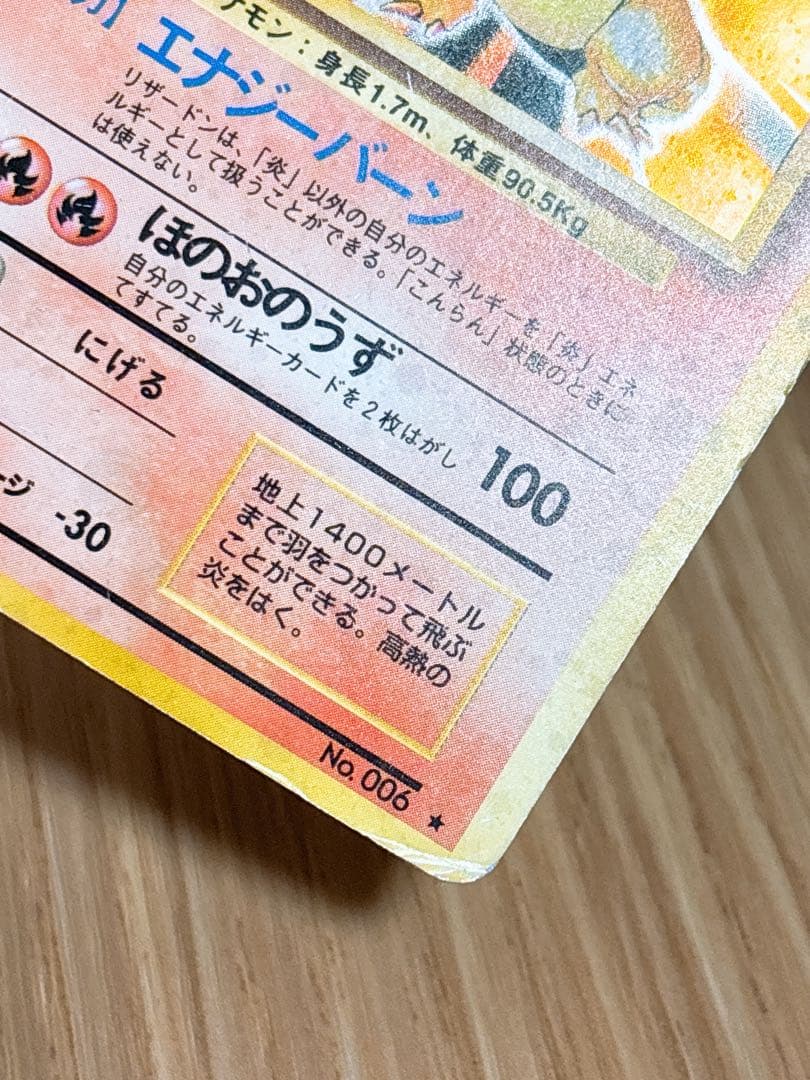 モン：身長1.7m、体重90.5Kg
エナジーバーン
リザードンは、「炎」以外の自分のエネルギーを「炎」エネ
ルギーとして扱うことができる。「こんらん」状態のときに
は使えない。
ほのおのうず
100
自分のエネルギーカードを2枚はがし
てすてる。
にげる
ージ -30
地上1400メートル
まで羽をつかって飛ぶ
ことができる。高熱の
炎をはく。
No. 006 ★